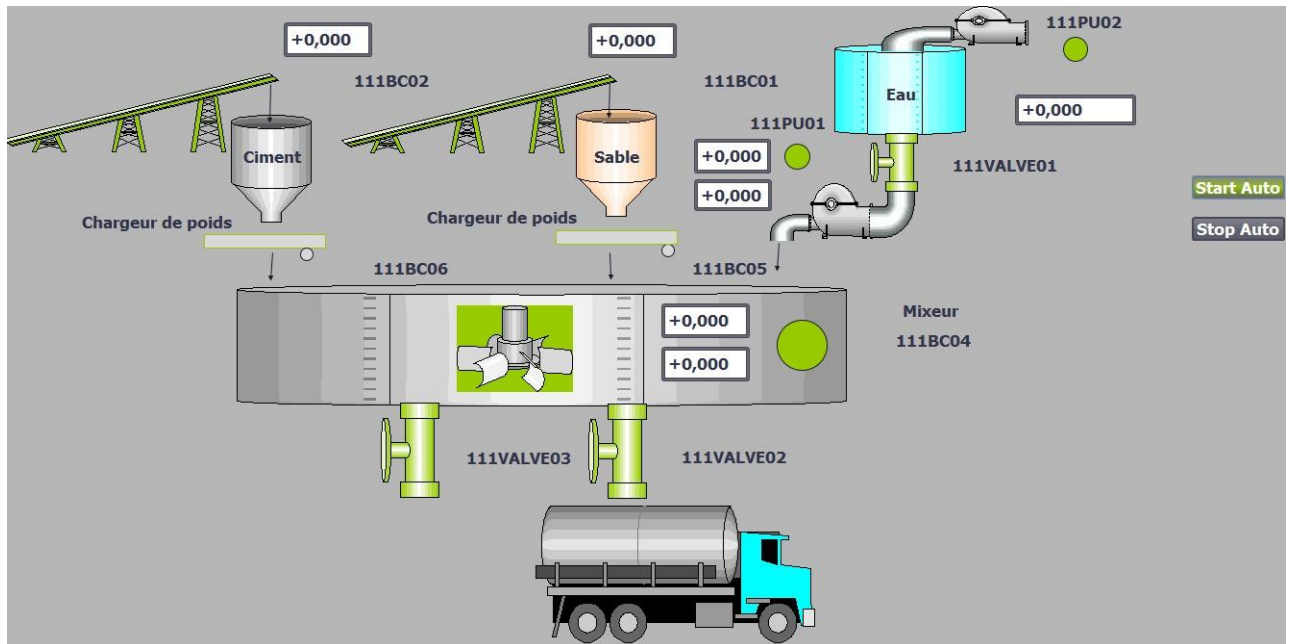 +0,000
+0,000
111PU02
111BC02
111BC01
Eau
+0,000
111PU01
Ciment
Sable
+0,000
111VALVE01
+0,000
Start Auto
Chargeur de poids
Chargeur de poids
Stop Auto
111BC06
111BC05
+0,000
Mixeur
111BC04
+0,000
111VALVE03
111VALVE02